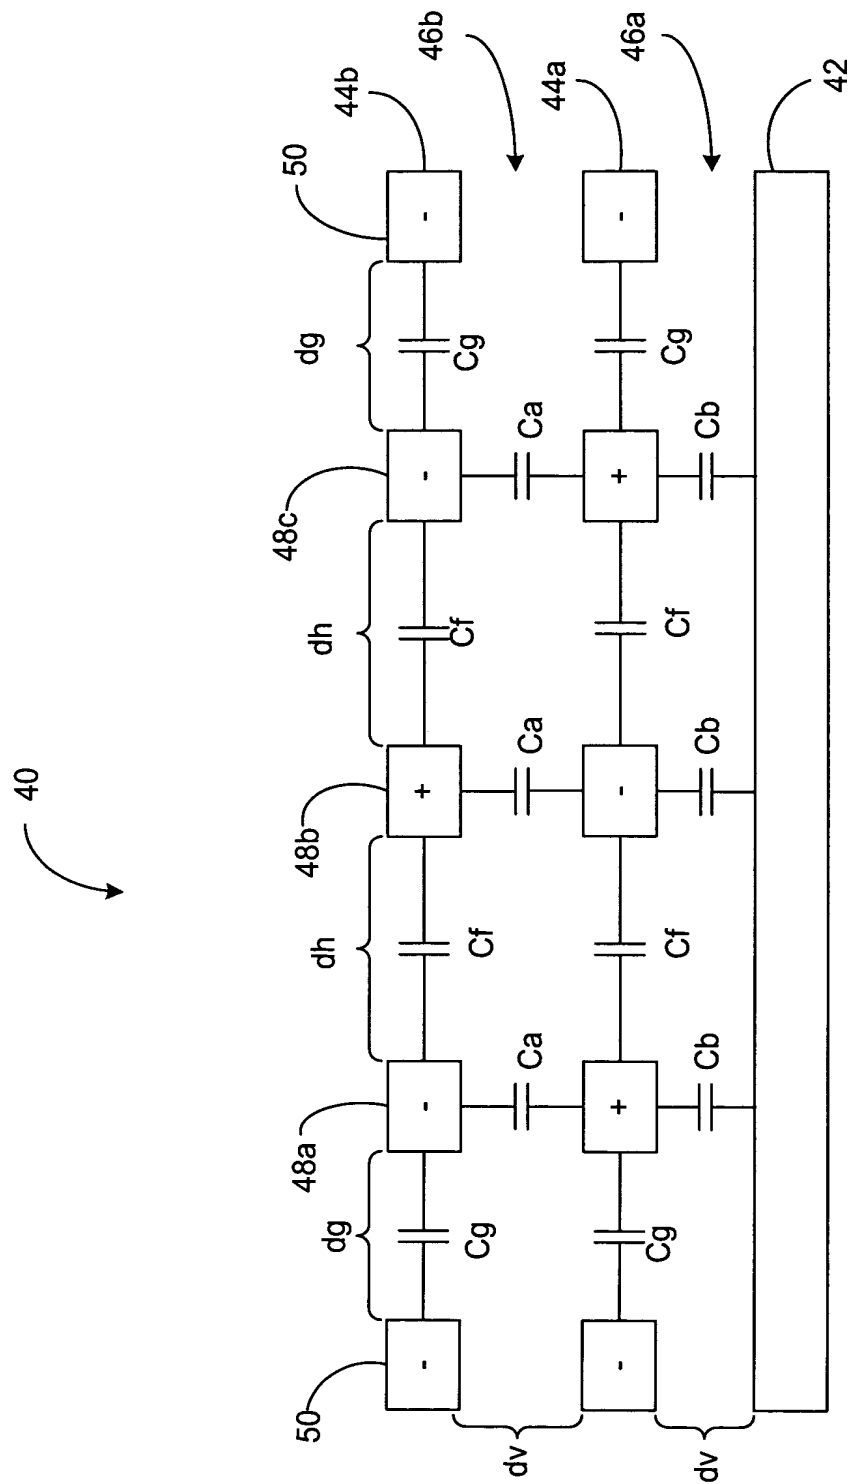 40
50 48a 48b 48c 50
dg dh dh dg 44b
- - + - -
46b
Cg Cf Cf Cg
dv Ca Ca Ca 44a
- + - + -
46a
Cg Cf Cf Cg
dv Cb Cb Cb
42